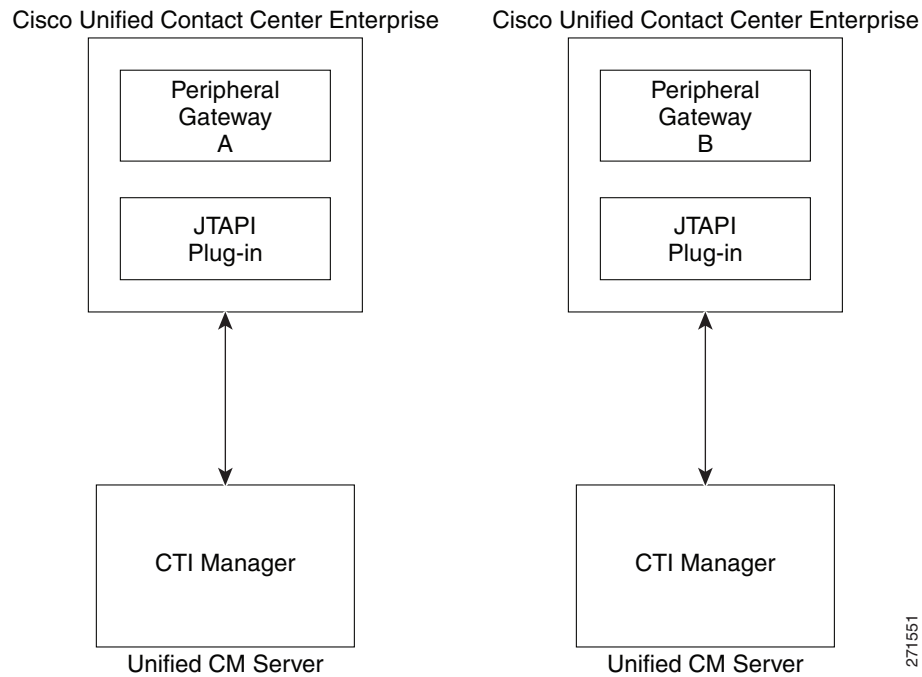 Cisco Unified Contact Center Enterprise
Peripheral
Gateway
A
JTAPI
Plug-in
CTI Manager
Unified CM Server
Cisco Unified Contact Center Enterprise
Peripheral
Gateway
B
JTAPI
Plug-in
CTI Manager
Unified CM Server
271551